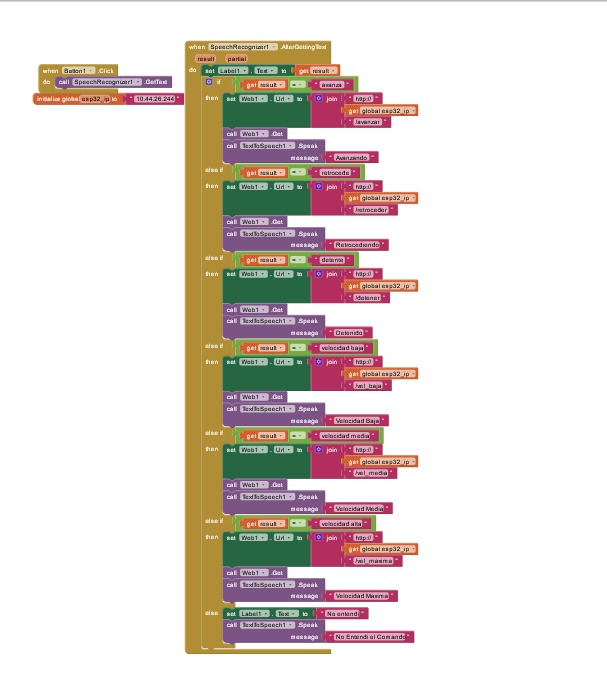 when Button1 .Click
do call SpeechRecognizer1 .GetText
initialize global esp32_ip to " 10.44.26.244 "
when SpeechRecognizer1 .AfterGettingText
result partial
do set Label1 . Text to get result
if get result = " avanza "
then set Web1 . Url to join " http:// "
get global esp32_ip
" /avanzar "
call Web1 .Get
call TextToSpeech1 .Speak
message " Avanzando "
else if get result = " retrocede "
then set Web1 . Url to join " http:// "
get global esp32_ip
" /retroceder "
call Web1 .Get
call TextToSpeech1 .Speak
message " Retrocediendo "
else if get result = " detente "
then set Web1 . Url to join " http:// "
get global esp32_ip
" /detener "
call Web1 .Get
call TextToSpeech1 .Speak
message " Detenido "
else if get result = " velocidad baja "
then set Web1 . Url to join " http:// "
get global esp32_ip
" /vel_baja "
call Web1 .Get
call TextToSpeech1 .Speak
message " Velocidad Baja "
else if get result = " velocidad media "
then set Web1 . Url to join " http:// "
get global esp32_ip
" /vel_media "
call Web1 .Get
call TextToSpeech1 .Speak
message " Velocidad Media "
else if get result = " velocidad alta "
then set Web1 . Url to join " http:// "
get global esp32_ip
" /vel_maxima "
call Web1 .Get
call TextToSpeech1 .Speak
message " Velocidad Maxima "
else set Label1 . Text to " No entendi "
call TextToSpeech1 .Speak
message " No Entendi el Comando "